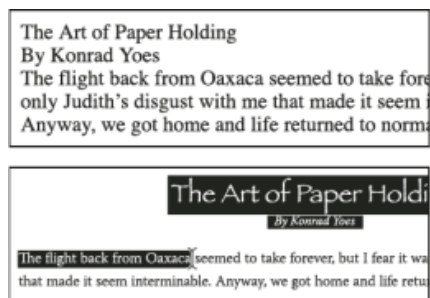 The Art of Paper Holding
By Konrad Yoes
The flight back from Oaxaca seemed to take fore
only Judith's disgust with me that made it seem i
Anyway, we got home and life returned to norma
The Art of Paper Holdi
By Konrad Yoes
The flight back from Oaxaca seemed to take forever, but I fear it wa
that made it seem interminable. Anyway, we got home and life retu